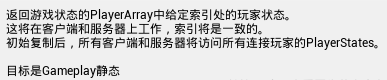 返回游戏状态的PlayerArray中给定索引处的玩家状态。
这将在客户端和服务器上工作，索引将是一致的。
初始复制后，所有客户端和服务器将访问所有连接玩家的PlayerStates。
目标是Gameplay静态